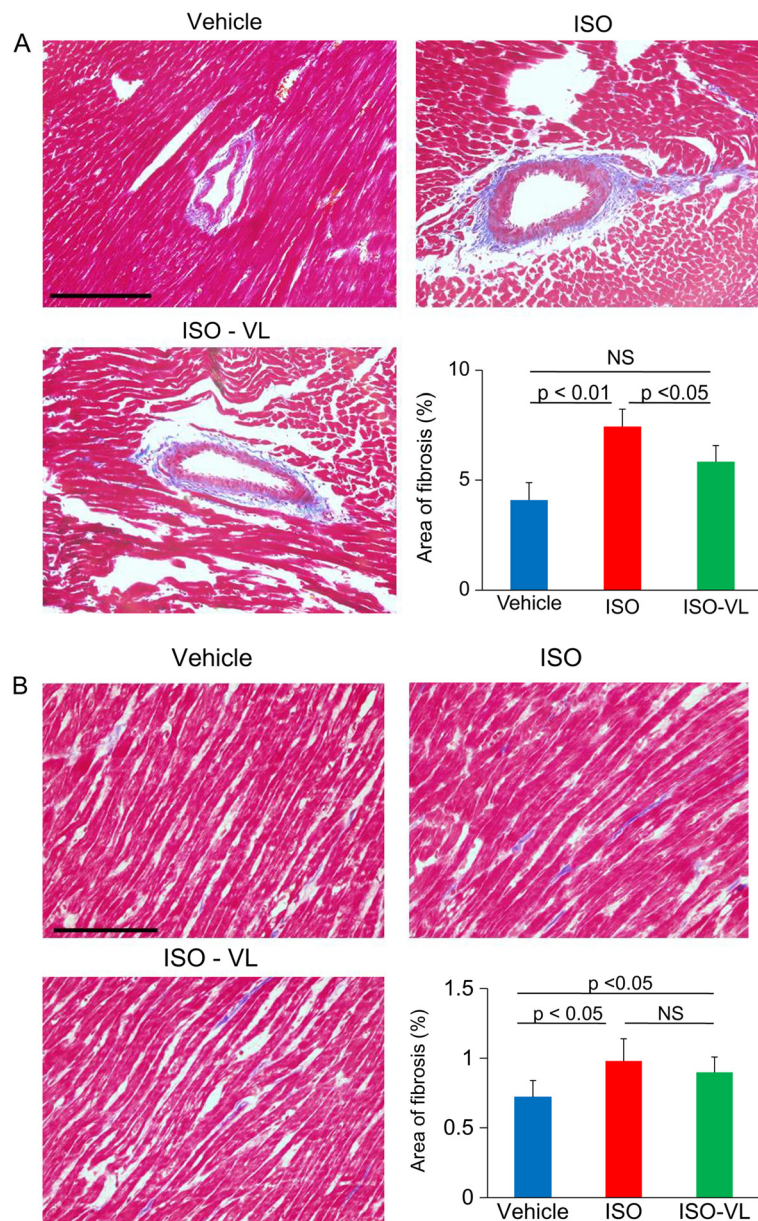 A
Vehicle
ISO
ISO - VL
10
5
0
Area of fibrosis (%)
NS
p < 0.01
p <0.05
Vehicle
ISO
ISO-VL
B
Vehicle
ISO
ISO - VL
1.5
1
0.5
0
Area of fibrosis (%)
p <0.05
p < 0.05
NS
Vehicle
ISO
ISO-VL